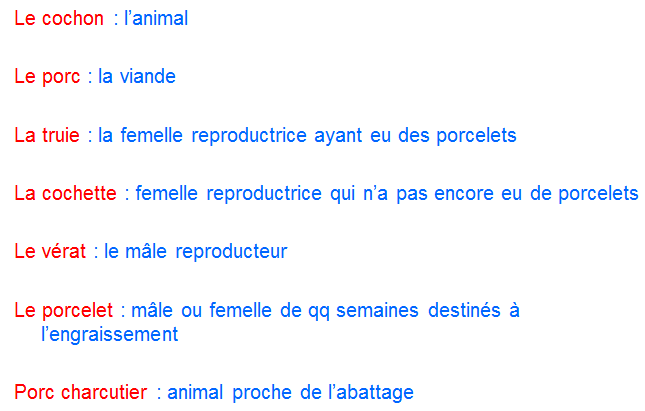 Le cochon : l’animal
Le porc : la viande
La truie : la femelle reproductrice ayant eu des porcelets
La cochette : femelle reproductrice qui n’a pas encore eu de porcelets
Le vérat : le mâle reproducteur
Le porcelet : mâle ou femelle de qq semaines destinés à
l’engraissement
Porc charcutier : animal proche de l’abattage